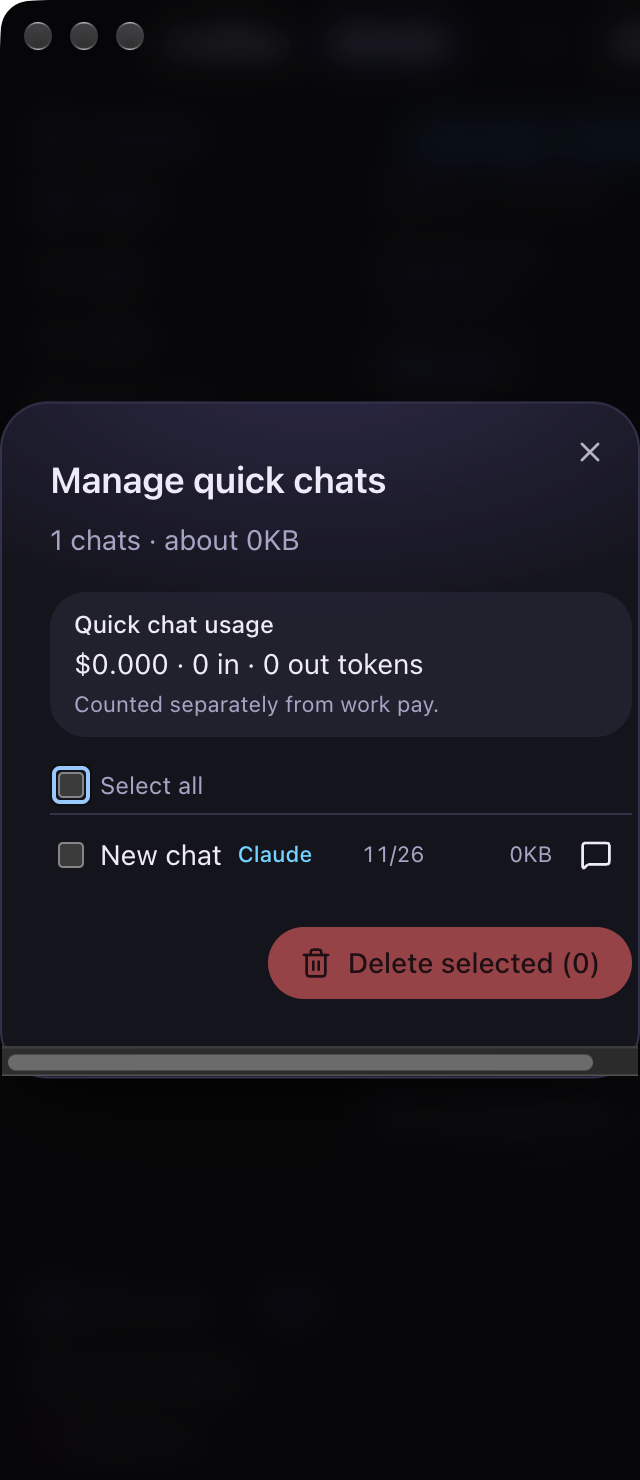 Manage quick chats
1 chats · about 0KB
Quick chat usage
$0.000 · 0 in · 0 out tokens
Counted separately from work pay.
Select all
New chat Claude 11/26 0KB
Delete selected (0)